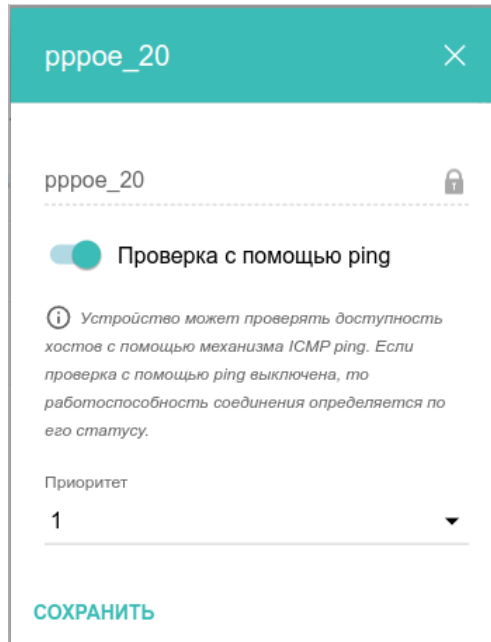 pppoe_20
pppoe_20
Проверка с помощью ping
Устройство может проверять доступность
хостов с помощью механизма ICMP ping. Если
проверка с помощью ping выключена, то
работоспособность соединения определяется по
его статусу.
Приоритет
1
СОХРАНИТЬ